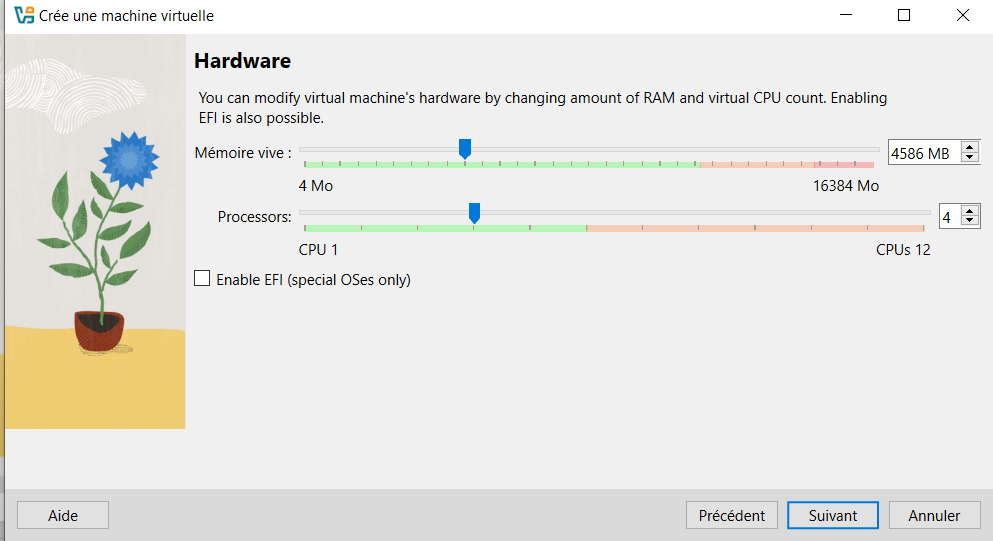 Crée une machine virtuelle
Hardware
You can modify virtual machine's hardware by changing amount of RAM and virtual CPU count. Enabling
EFI is also possible.
Mémoire vive :
4586 MB
4 Mo
16384 Mo
Processors:
4
CPU 1
CPUs 12
Enable EFI (special OSes only)
Aide
Précédent
Suivant
Annuler